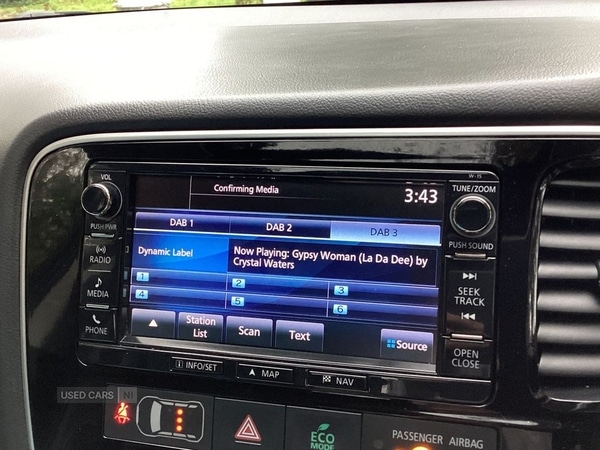 W-15
VOL
PUSH PWR
RADIO
MEDIA
PHONE
Confirming Media
3:43
DAB 1
DAB 2
DAB 3
Dynamic Label
Now Playing: Gypsy Woman (La Da Dee) by
Crystal Waters
1
2
3
4
5
6
Station
List
Scan
Text
Source
TUNE/ZOOM
PUSH SOUND
SEEK
TRACK
OPEN
CLOSE
INFO/SET
MAP
NAV
USED CARS NI
ECO
MODE
PASSENGER AIRBAG